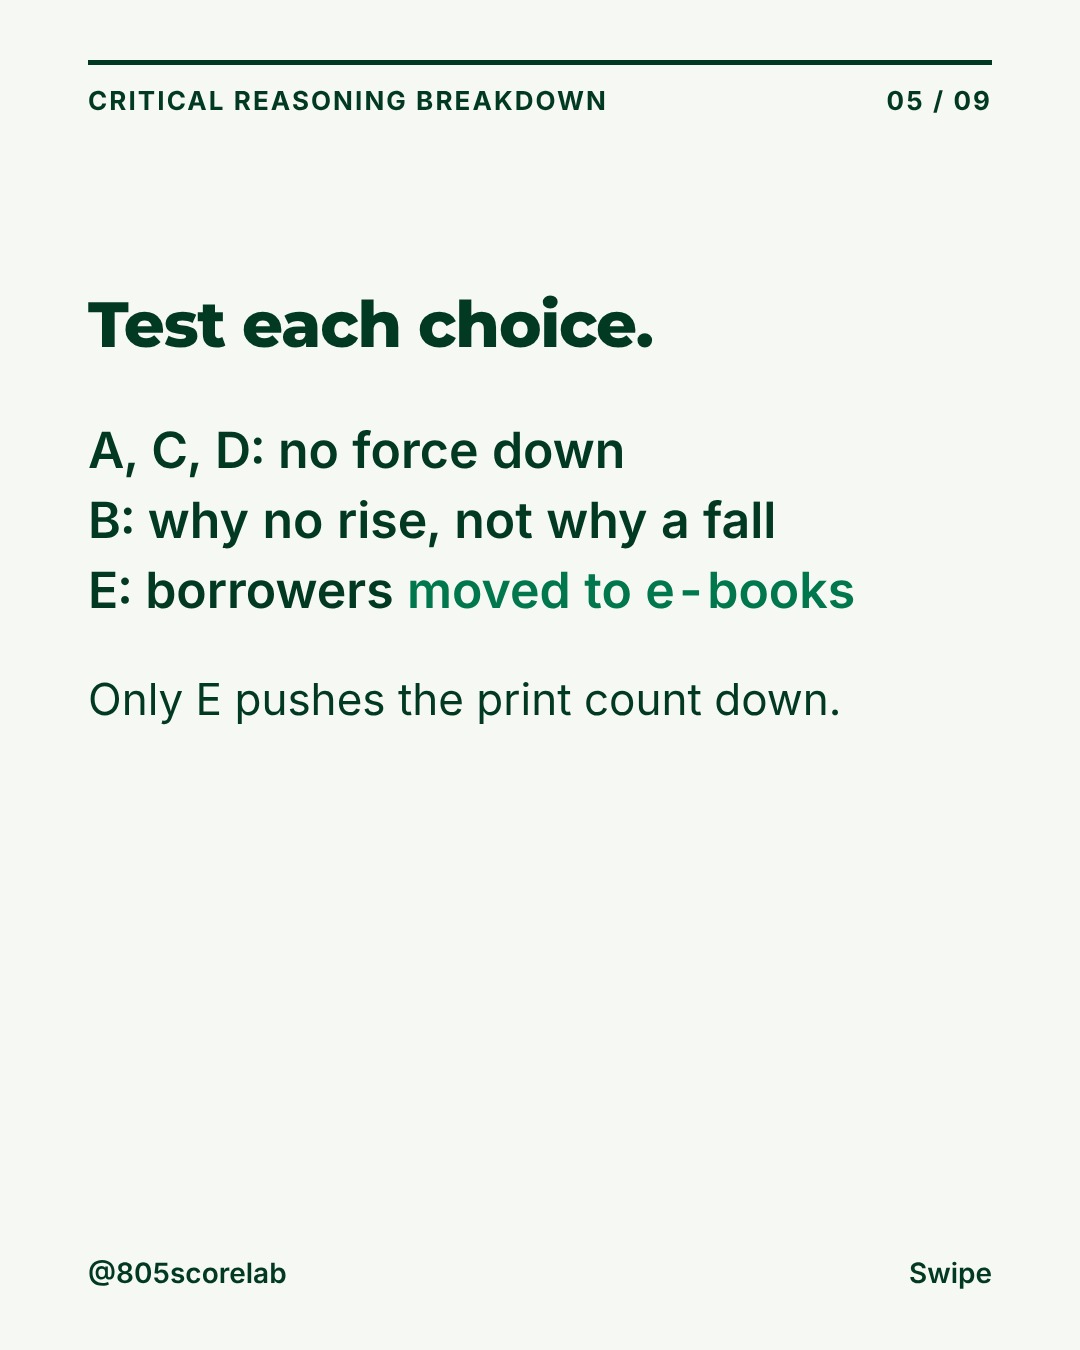 CRITICAL REASONING BREAKDOWN
05 / 09
Test each choice.
A, C, D: no force down
B: why no rise, not why a fall
E: borrowers moved to e-books
Only E pushes the print count down.
@805scorelab
Swipe